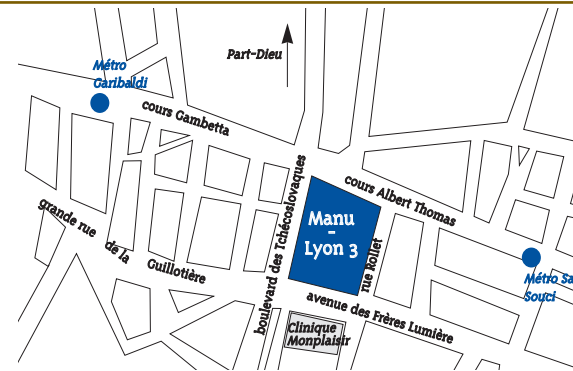 Part-Dieu
Métro
Garibaldi
cours Gambetta
cours Albert Thomas
boulevard des Tchécoslovaques
Manu
-
Lyon 3
rue Rollet
grande rue de la Guillotière
Métro Sa
Souci
avenue des Frères Lumière
Clinique
Monplaisir